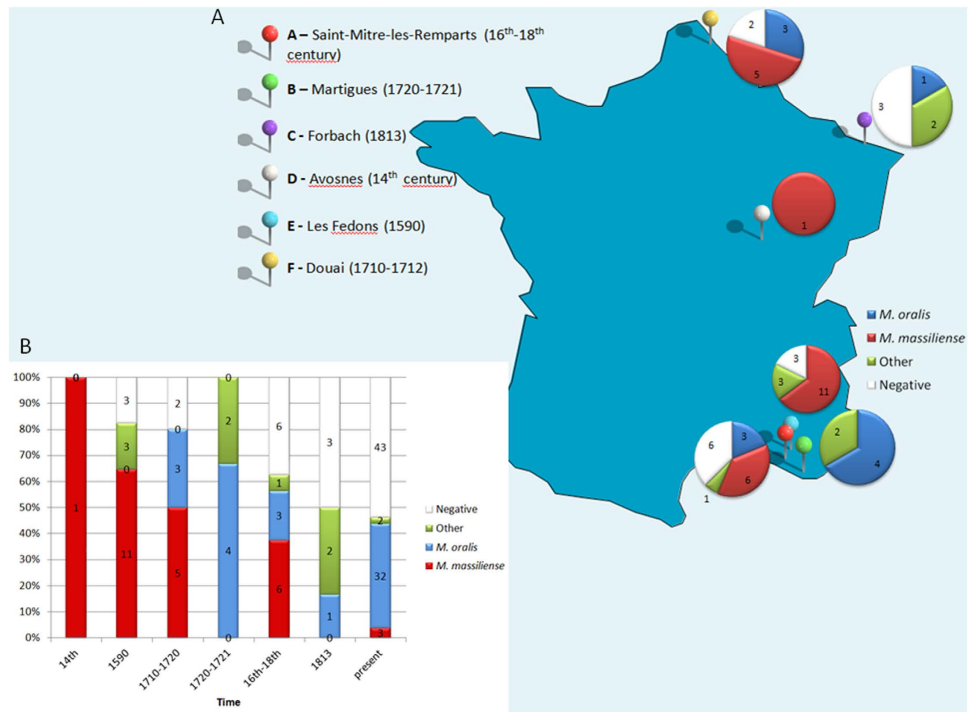 A
A – Saint-Mitre-les-Remparts (16th-18th
century)
B – Martigues (1720-1721)
C - Forbach (1813)
D - Avosnes (14th century)
E - Les Fedons (1590)
F - Douai (1710-1712)
2
3
5
1
3
2
1
M. oralis
M. massiliense
Other
Negative
3
3
11
2
4
6
3
6
1
B
100%
90%
80%
70%
60%
50%
40%
30%
20%
10%
0%
0
1
3
3
0
11
2
0
3
5
0
2
4
0
6
1
3
6
3
2
1
0
43
2
32
3
Negative
Other
M. oralis
M. massiliense
14th
1590
1710-1720
1720-1721
16th-18th
1813
present
Time